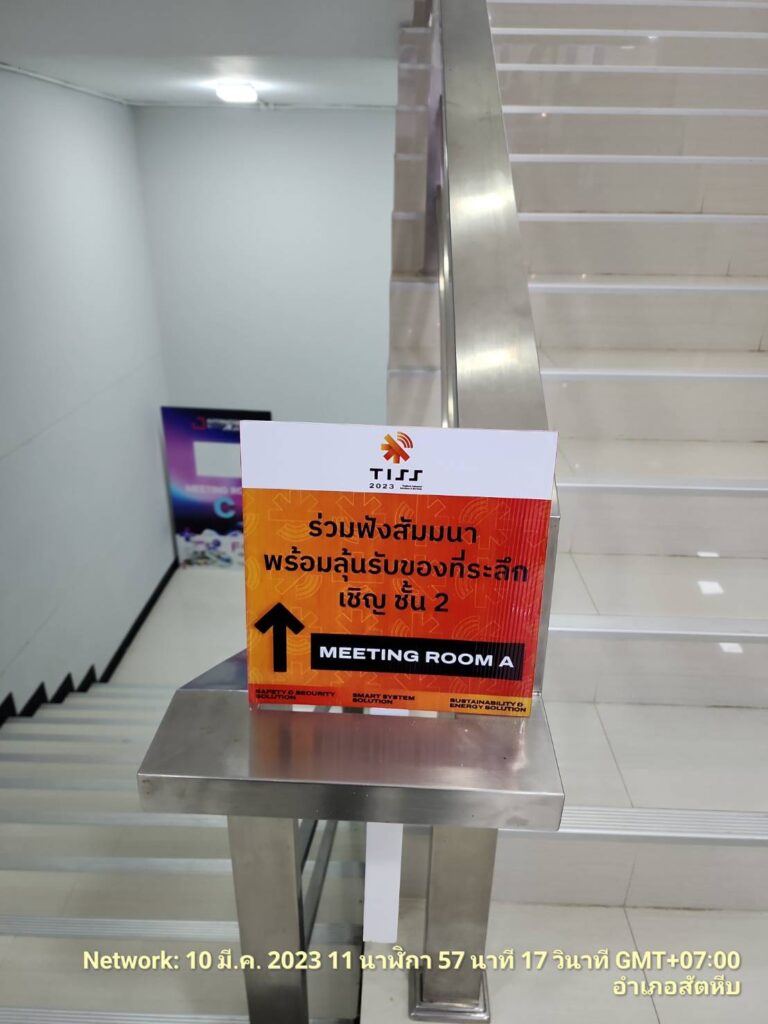 TISS
2023
ร่วมฟังสัมมนา
พร้อมลุ้นรับของที่ระลึก
เชิญ ชั้น 2
MEETING ROOM A
SAFETY & SECURITY
SOLUTION
SMART SYSTEM
SOLUTION
SUSTAINABILITY &
ENERGY SOLUTION
C
Network: 10 มี.ค. 2023 11 นาฬิกา 57 นาที 17 วินาที GMT+07:00
อำเภอสัตหีบ